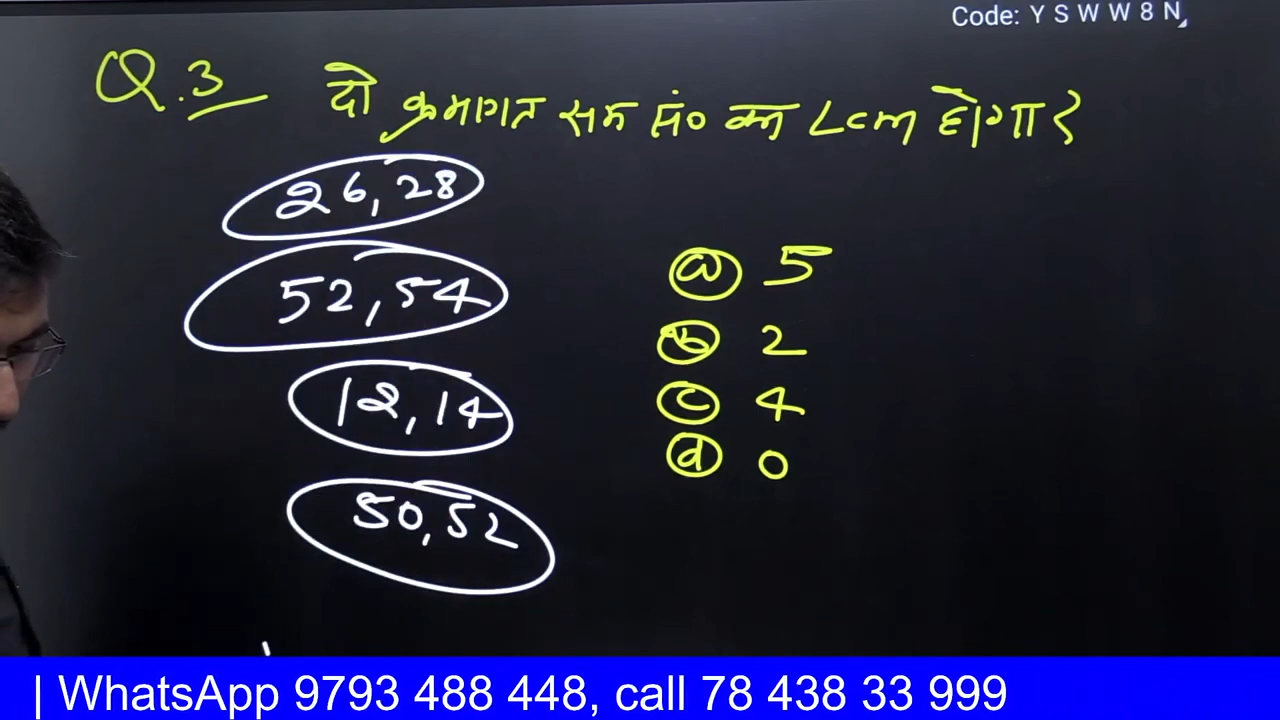 Code: Y S W W 8 N
Q.3 दो क्रमागत सम सं० का Lcm होगा?
26, 28
52, 54
12, 14
50, 52
(a) 5
(b) 2
(c) 4
(d) 0
| WhatsApp 9793 488 448, call 78 438 33 999